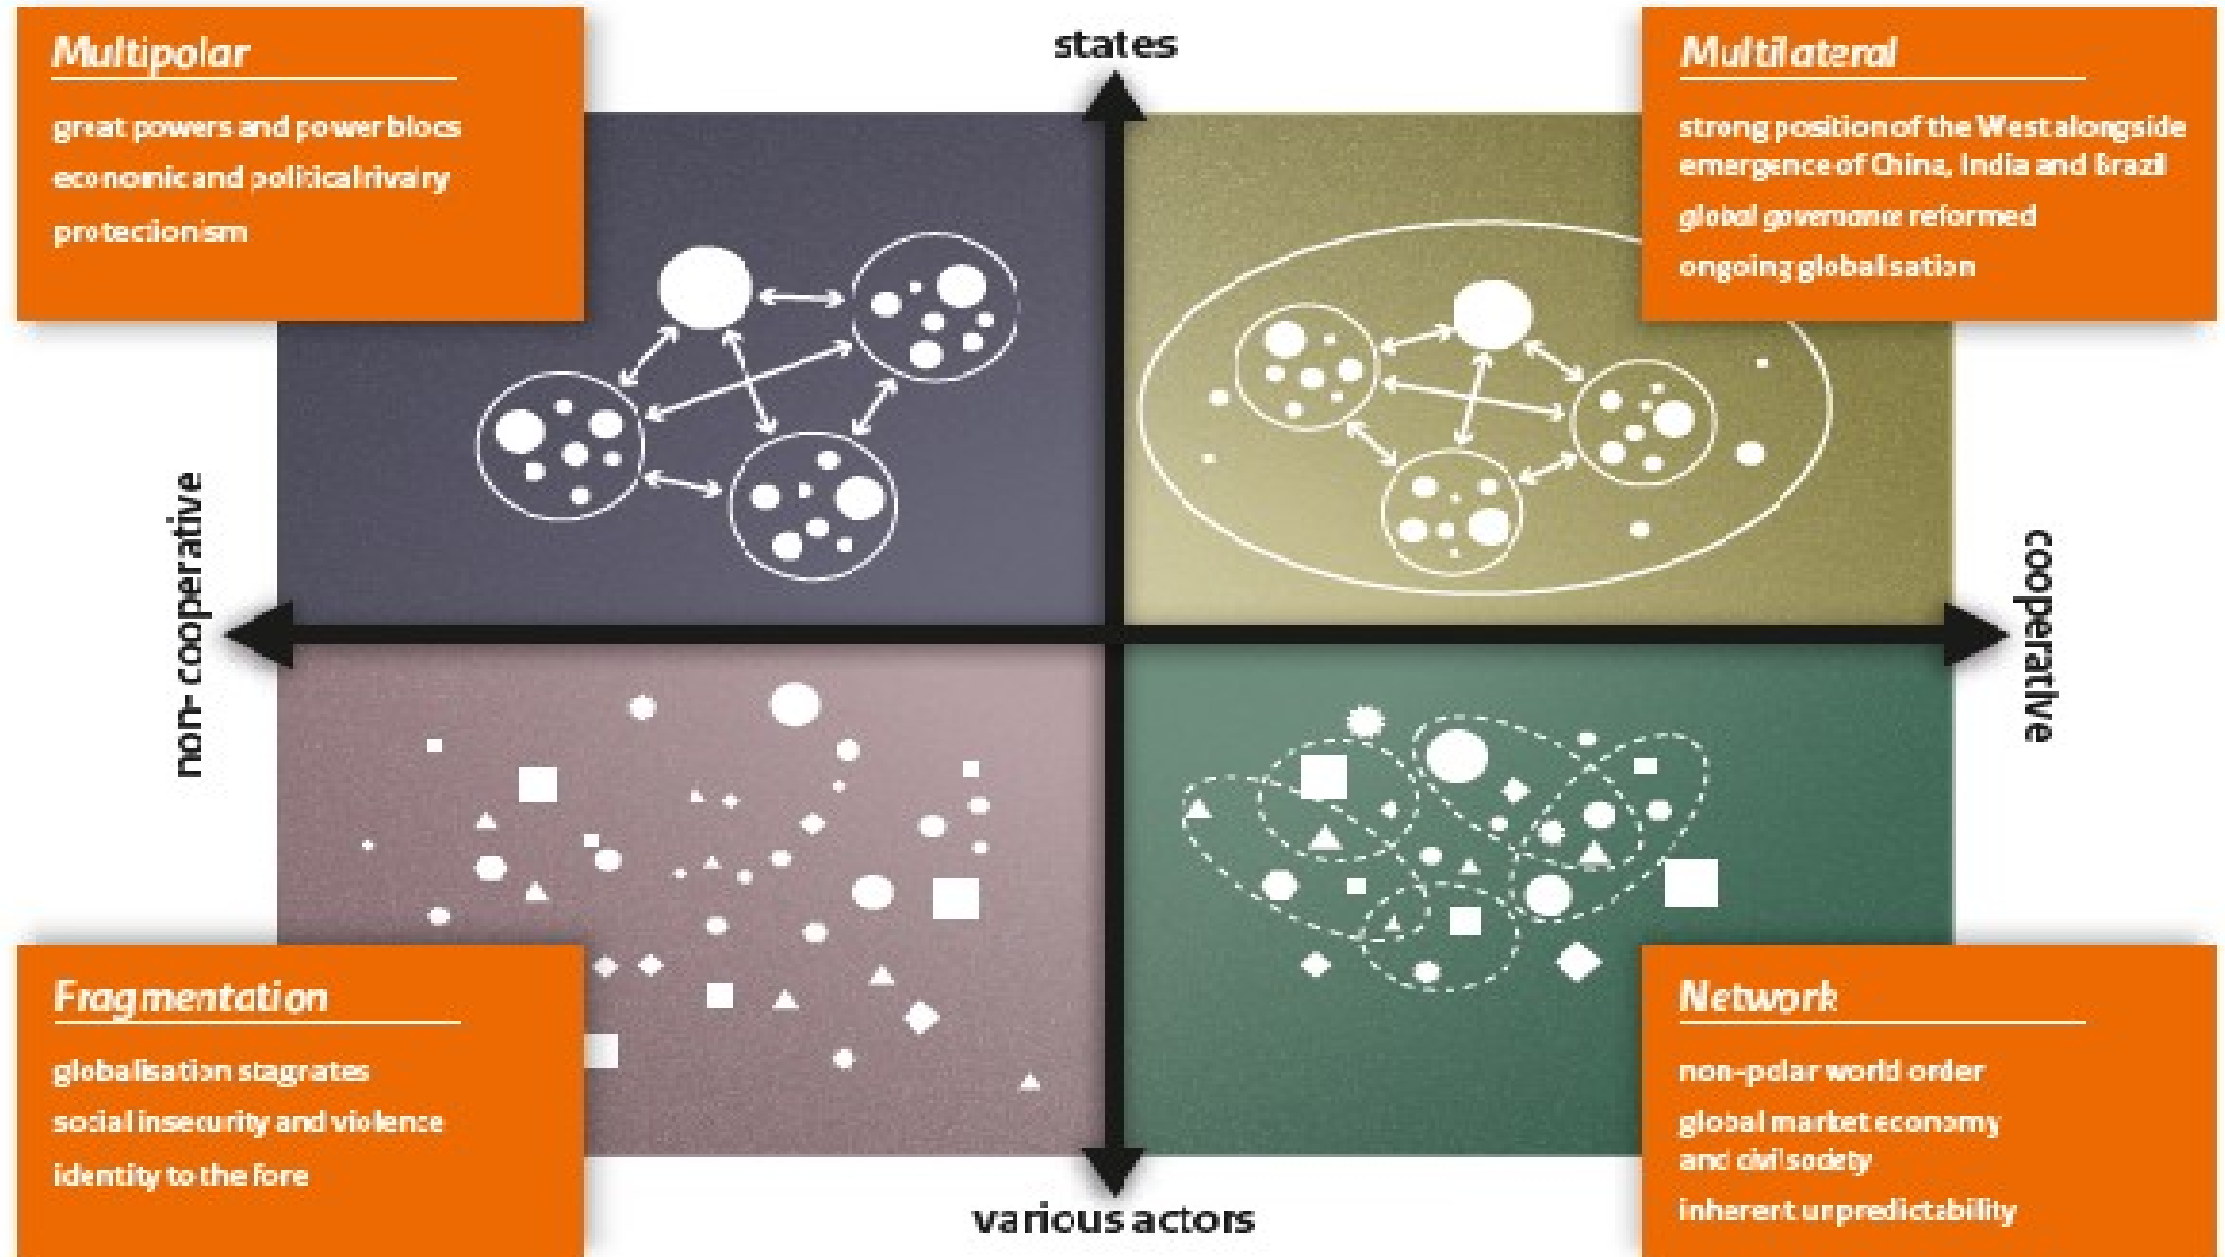 Multipolar
great powers and power blocs
economic and political rivalry
protectionism
states
Multilateral
strong position of the West alongside
emergence of China, India and Brazil
global governance reformed
ongoing globalisation
non-cooperative
cooperative
Fragmentation
globalisation stagnates
social insecurity and violence
identity to the fore
Network
non-polar world order
global market economy
and civil society
inherent unpredictability
various actors